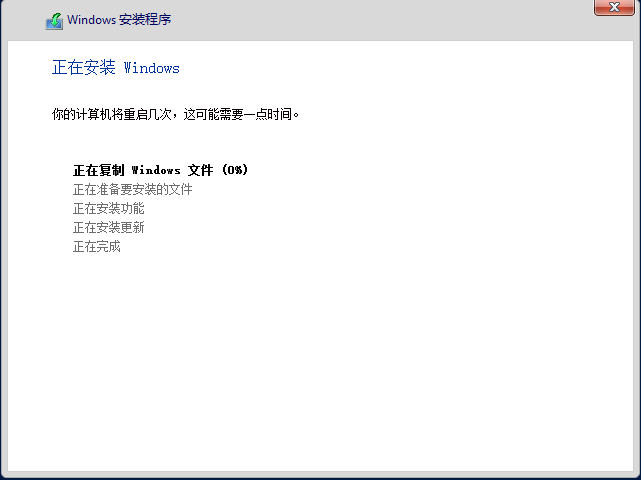 Windows 安装程序
正在安装 Windows
你的计算机将重启几次，这可能需要一点时间。
正在复制 Windows 文件 (0%)
正在准备要安装的文件
正在安装功能
正在安装更新
正在完成